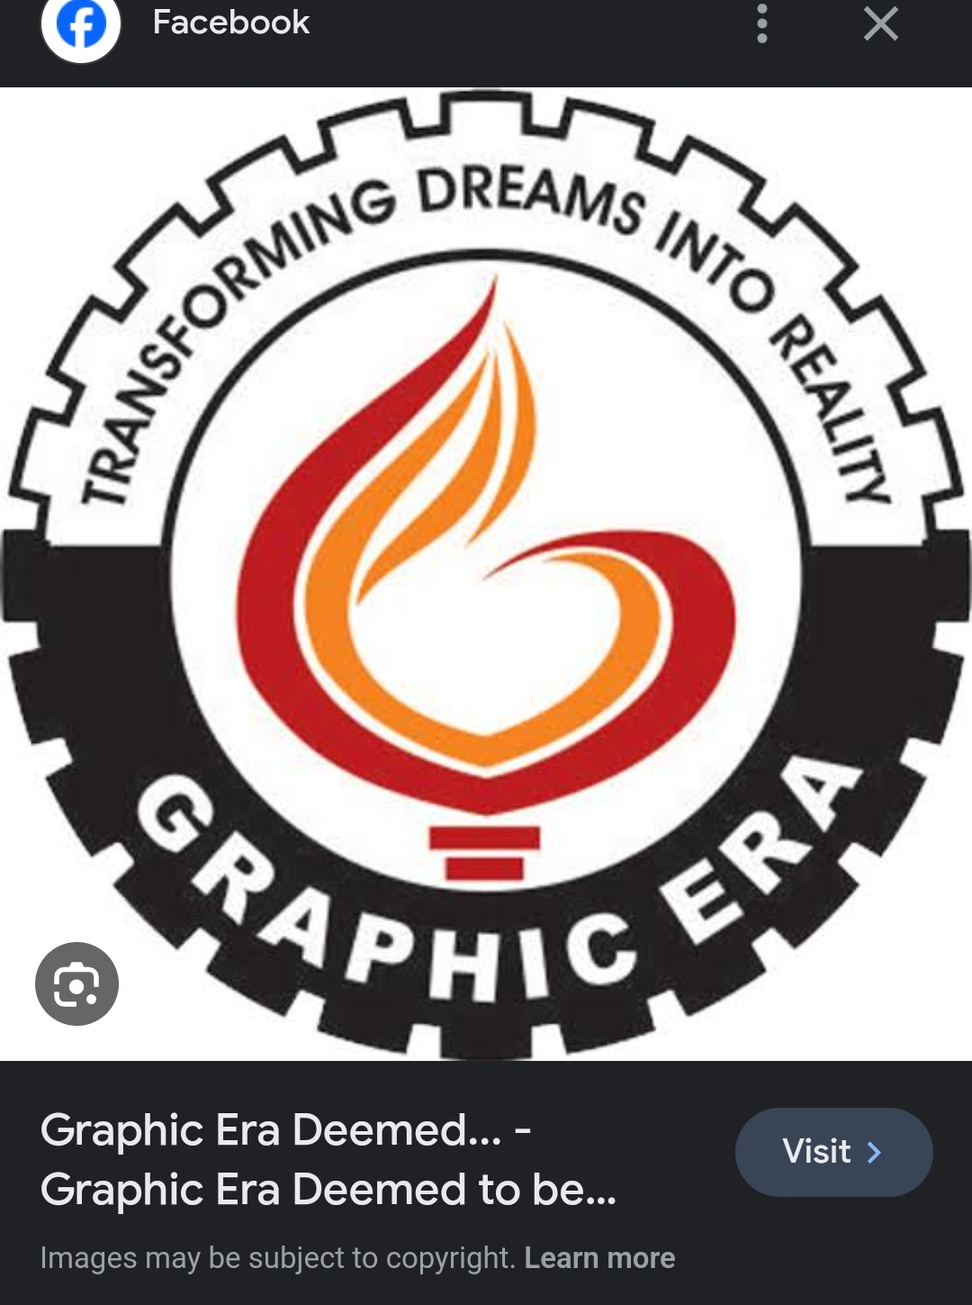 Facebook
TRANSFORMING DREAMS INTO REALITY
GRAPHIC ERA
Graphic Era Deemed... -
Graphic Era Deemed to be...
Visit
Images may be subject to copyright. Learn more